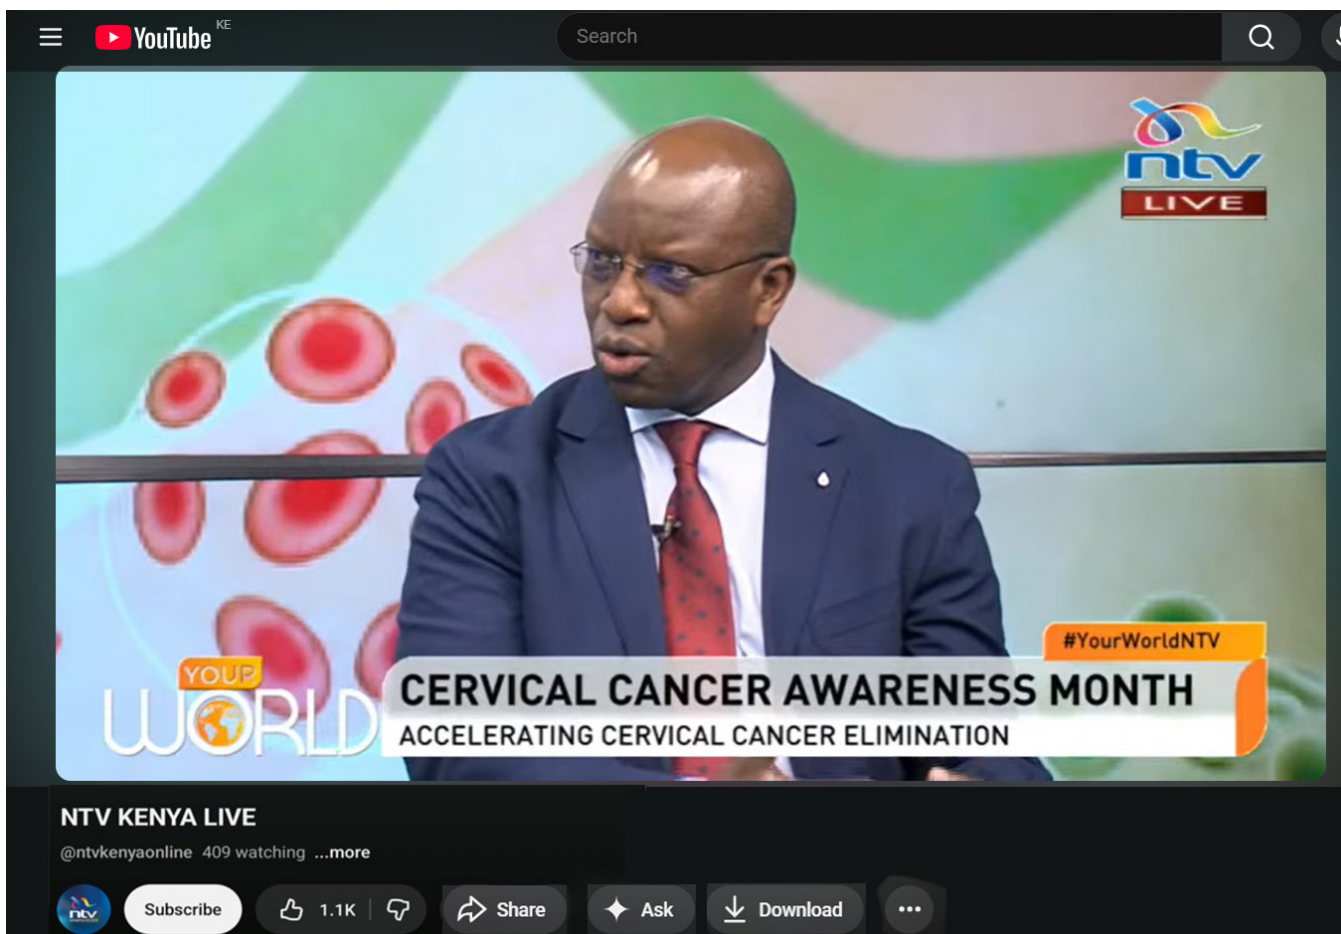 YouTube KE
Search
ntv
LIVE
#YourWorldNTV
YOUR
WORLD
CERVICAL CANCER AWARENESS MONTH
ACCELERATING CERVICAL CANCER ELIMINATION
NTV KENYA LIVE
@ntvkenyaonline 409 watching ...more
ntv
Subscribe
1.1K
Share
Ask
Download